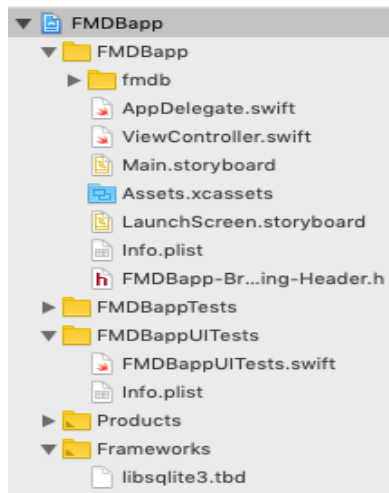 FMDBapp
FMDBapp
fmdb
AppDelegate.swift
ViewController.swift
Main.storyboard
Assets.xcassets
LaunchScreen.storyboard
Info.plist
h FMDBapp-Br...ing-Header.h
FMDBappTests
FMDBappUITests
FMDBappUITests.swift
Info.plist
Products
Frameworks
libsqlite3.tbd